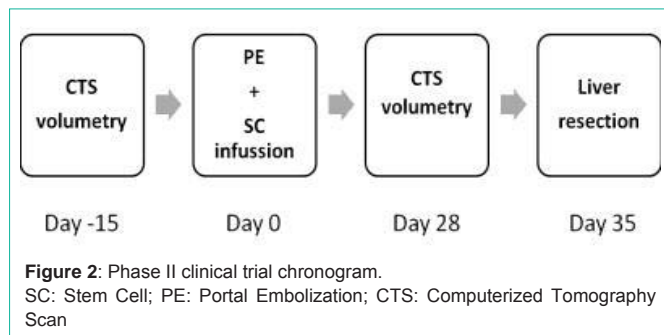 CTS
volumetry
PE
+
SC
infussion
CTS
volumetry
Liver
resection
Day -15
Day 0
Day 28
Day 35
Figure 2: Phase II clinical trial chronogram.
SC: Stem Cell; PE: Portal Embolization; CTS: Computerized Tomography
Scan